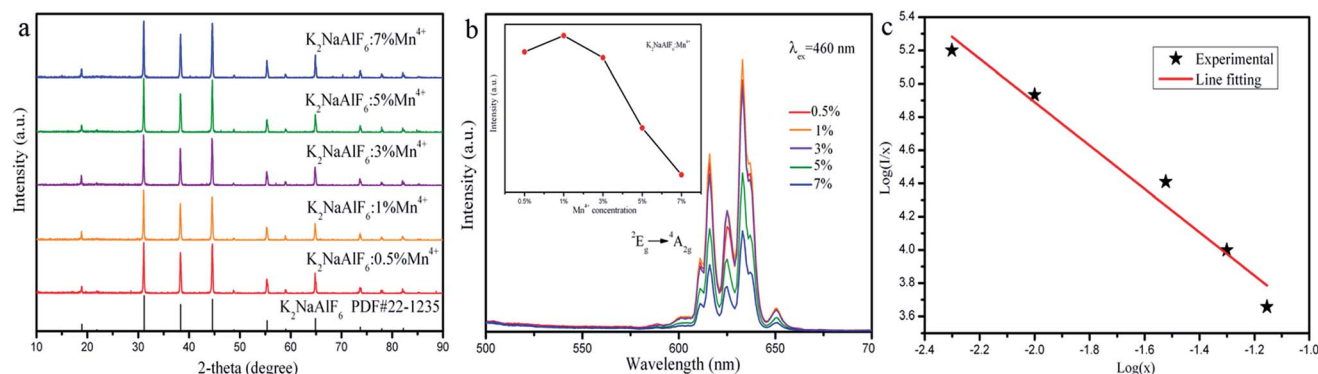 a
K₂NaAlF₆:7%Mn⁴⁺
K₂NaAlF₆:5%Mn⁴⁺
K₂NaAlF₆:3%Mn⁴⁺
K₂NaAlF₆:1%Mn⁴⁺
K₂NaAlF₆:0.5%Mn⁴⁺
K₂NaAlF₆ PDF#22-1235
Intensity (a.u.)
10 20 30 40 50 60 70 80 90
2-theta (degree)
b
K₂NaAlF₆:Mn⁴⁺
Intensity (a.u.)
0.5% 1% 3% 5% 7%
Mn⁴⁺ concentration
λex=460 nm
0.5%
1%
3%
5%
7%
²Eg→⁴A₂g
Intensity (a.u.)
500 550 600 650 70
Wavelength (nm)
c
Experimental
Line fitting
Log(I/x)
5.4
5.2
5.0
4.8
4.4
4.2
4.0
3.8
3.6
-2.4 -2.2 -2.0 -1.8 -1.6 -1.4 -1.2 -1.0
Log(x)